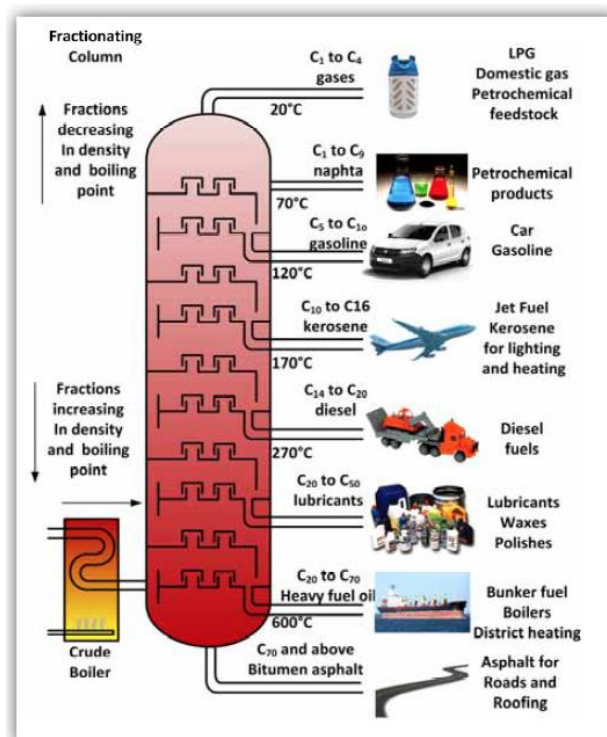 Fractionating
Column
C₁ to C₄
gases
20°C
LPG
Domestic gas
Petrochemical
feedstock
Fractions
decreasing
In density
and boiling
point
C₁ to C₉
naphta
70°C
Petrochemical
products
C₅ to C₁₀
gasoline
120°C
Car
Gasoline
C₁₀ to C16
kerosene
170°C
Jet Fuel
Kerosene
for lighting
and heating
Fractions
increasing
In density
and boiling
point
C₁₄ to C₂₀
diesel
270°C
Diesel
fuels
C₂₀ to C₅₀
lubricants
Lubricants
Waxes
Polishes
C₂₀ to C₇₀
Heavy fuel oil
600°C
Bunker fuel
Boilers
District heating
Crude
Boiler
C₇₀ and above
Bitumen asphalt
Asphalt for
Roads and
Roofing